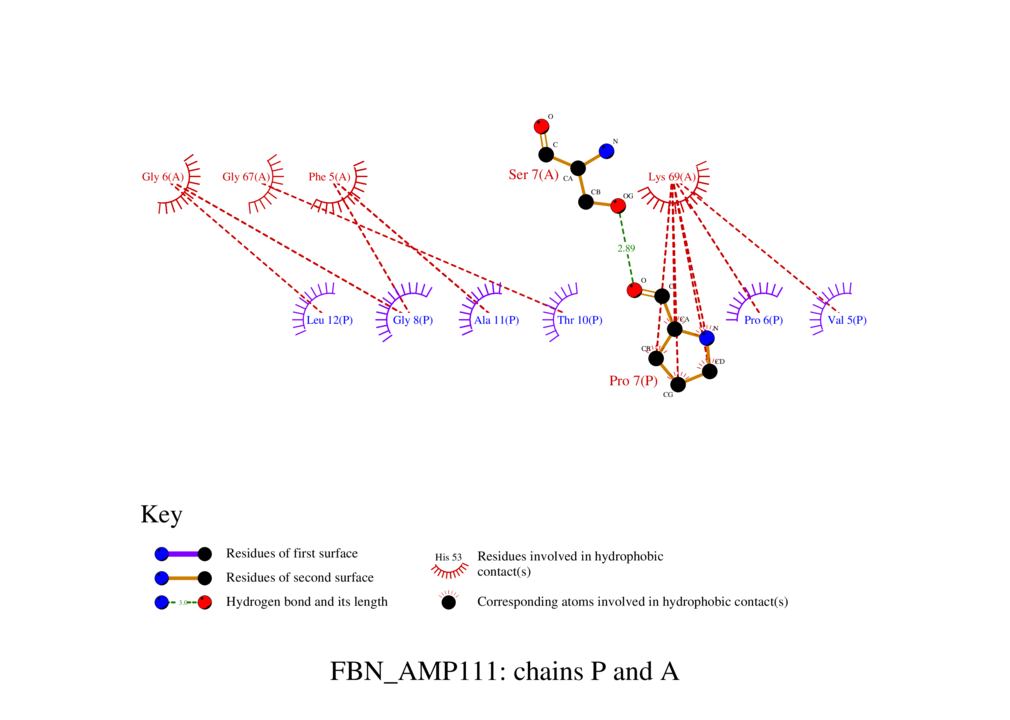 O
C
N
CA
Ser 7(A)
CB
OG
Gly 6(A) Gly 67(A) Phe 5(A) Lys 69(A)
2.89
O
C
CA
N
Leu 12(P) Gly 8(P) Ala 11(P) Thr 10(P) Pro 6(P) Val 5(P)
CB
CD
Pro 7(P)
CG
Key
Residues of first surface
Residues of second surface
3.0
Hydrogen bond and its length
His 53
Residues involved in hydrophobic
contact(s)
Corresponding atoms involved in hydrophobic contact(s)
FBN_AMP111: chains P and A